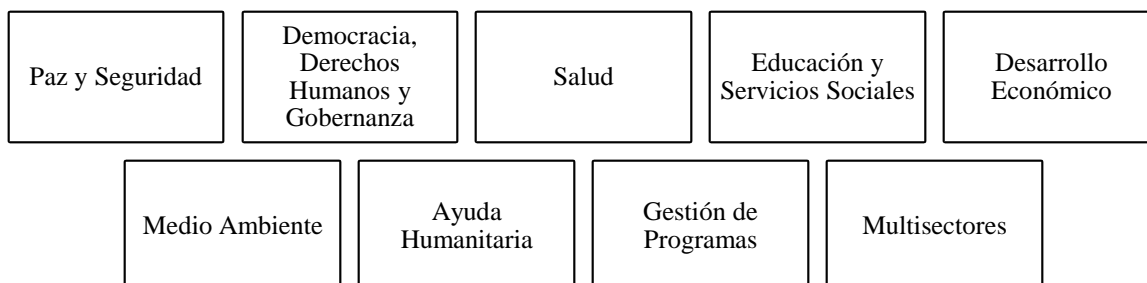 Paz y Seguridad
Democracia,
Derechos
Humanos y
Gobernanza
Salud
Educación y
Servicios Sociales
Desarrollo
Económico
Medio Ambiente
Ayuda
Humanitaria
Gestión de
Programas
Multisectores